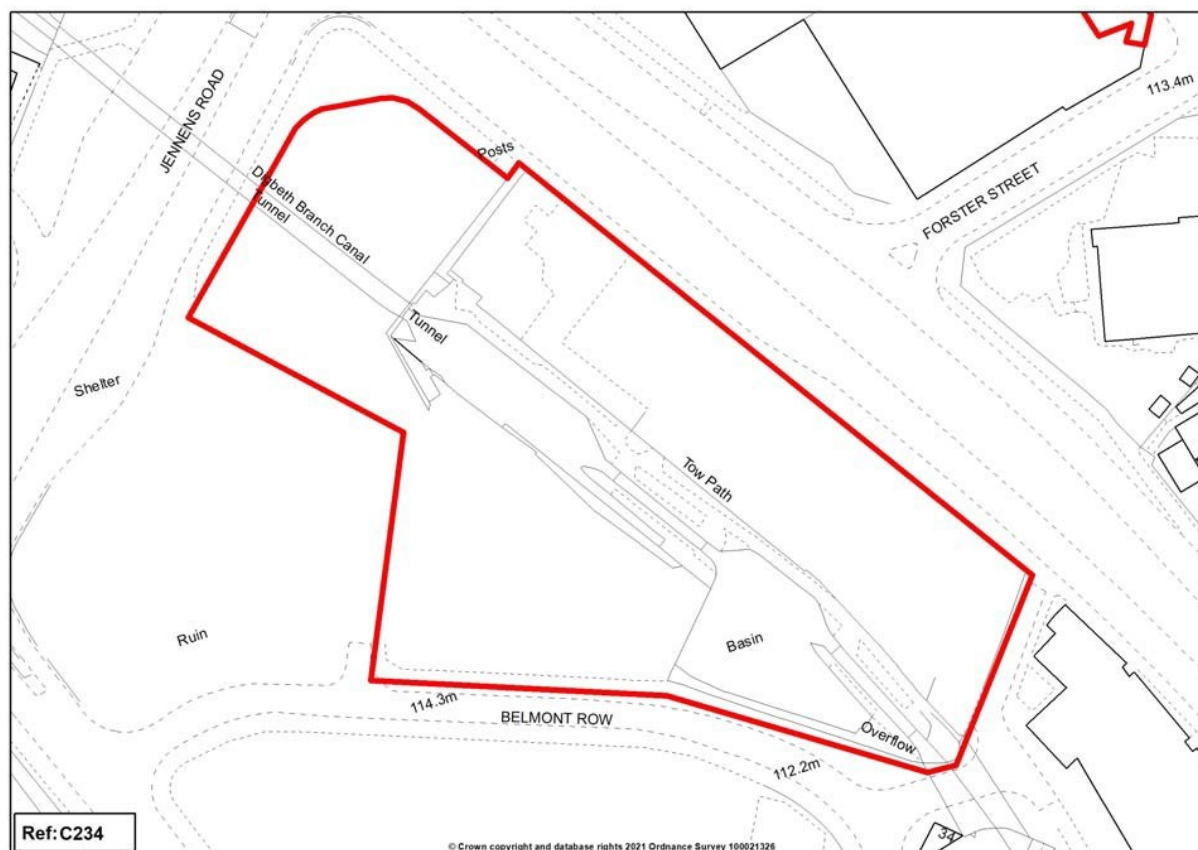 113.4m
JENNENS ROAD
Posts
FORSTER STREET
Digbeth Branch Canal
Tunnel
Tunnel
Shelter
Tow Path
Ruin
Basin
114.3m
BELMONT ROW
Overflow
112.2m
Ref:C234
34
© Crown copyright and database rights 2021 Ordnance Survey 100021326